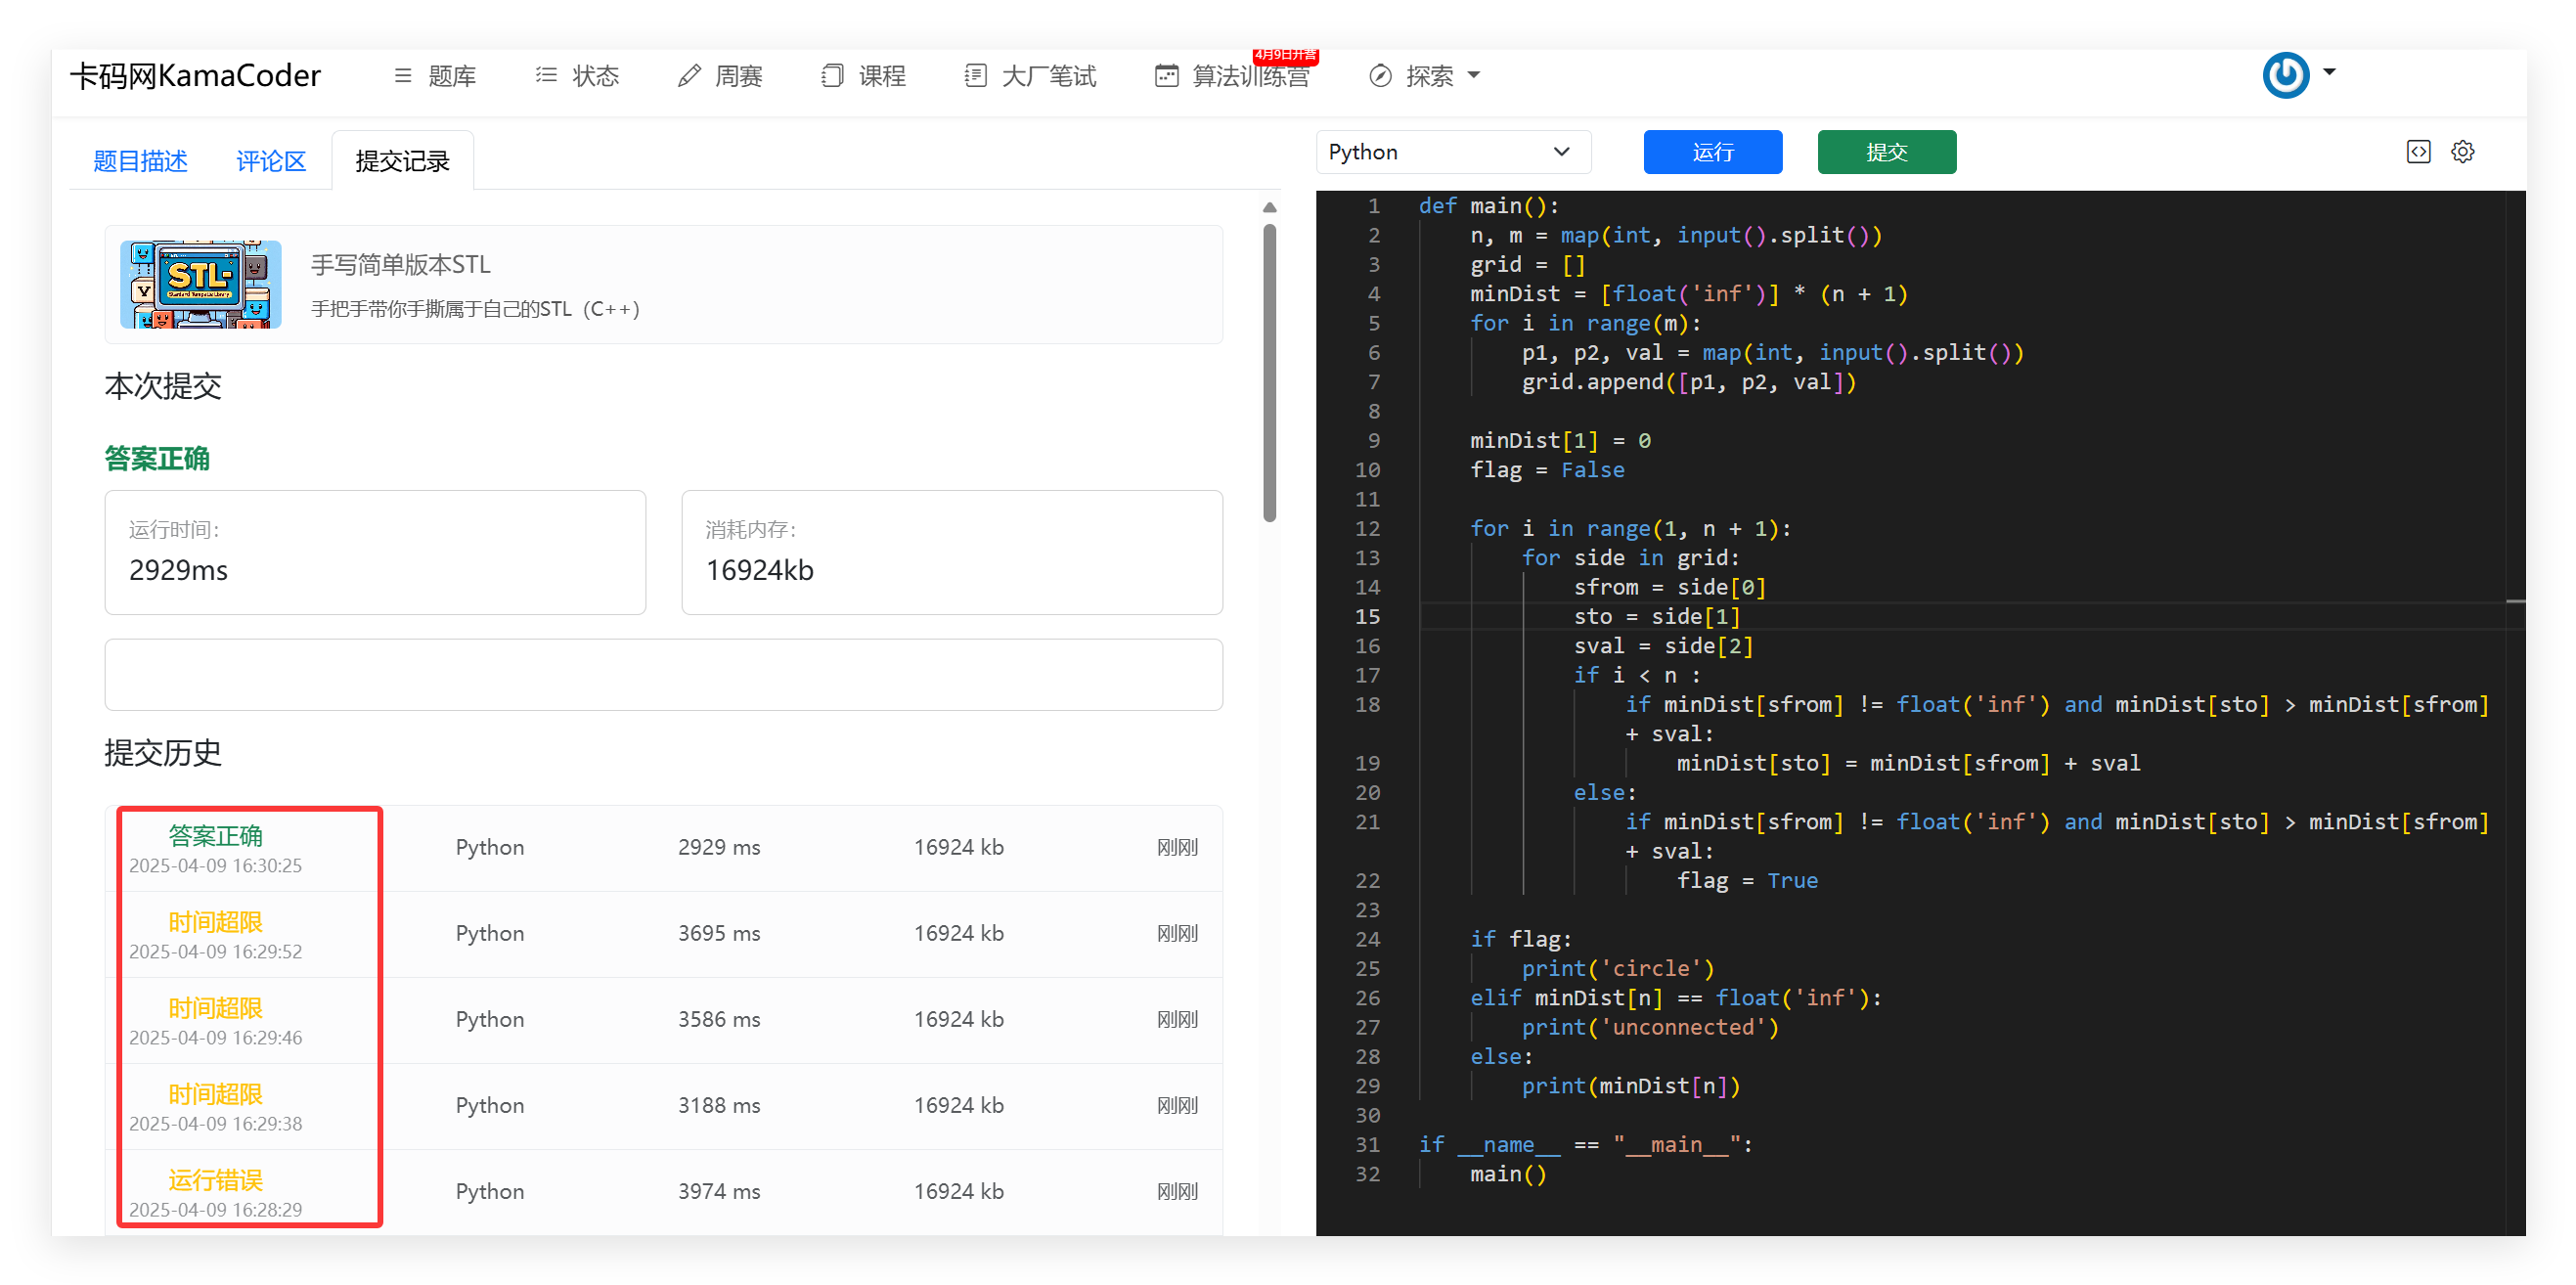 卡码网KamaCoder
题库
状态
周赛
课程
大厂笔试
算法训练营
4月9日开营
探索
题目描述
评论区
提交记录
手写简单版本STL
手把手带你手撕属于自己的STL（C++）
STL-
本次提交
答案正确
运行时间：
2929ms
消耗内存：
16924kb
提交历史
答案正确
2025-04-09 16:30:25
Python
2929 ms
16924 kb
刚刚
时间超限
2025-04-09 16:29:52
Python
3695 ms
16924 kb
刚刚
时间超限
2025-04-09 16:29:46
Python
3586 ms
16924 kb
刚刚
时间超限
2025-04-09 16:29:38
Python
3188 ms
16924 kb
刚刚
运行错误
2025-04-09 16:28:29
Python
3974 ms
16924 kb
刚刚
Python
运行
提交
1 def main():
2 n, m = map(int, input().split())
3 grid = []
4 minDist = [float('inf')] * (n + 1)
5 for i in range(m):
6 p1, p2, val = map(int, input().split())
7 grid.append([p1, p2, val])
8
9 minDist[1] = 0
10 flag = False
11
12 for i in range(1, n + 1):
13 for side in grid:
14 sfrom = side[0]
15 sto = side[1]
16 sval = side[2]
17 if i < n :
18 if minDist[sfrom] != float('inf') and minDist[sto] > minDist[sfrom]
+ sval:
19 minDist[sto] = minDist[sfrom] + sval
20 else:
21 if minDist[sfrom] != float('inf') and minDist[sto] > minDist[sfrom]
+ sval:
22 flag = True
23
24 if flag:
25 print('circle')
26 elif minDist[n] == float('inf'):
27 print('unconnected')
28 else:
29 print(minDist[n])
30
31 if __name__ == "__main__":
32 main()